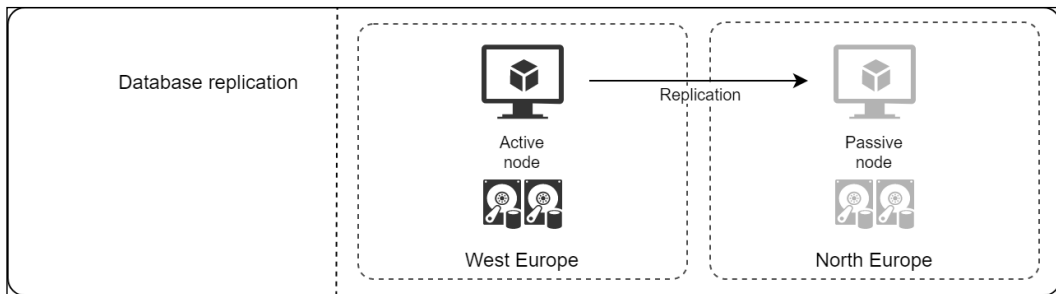 Database replication
Replication
Active
node
Passive
node
West Europe
North Europe